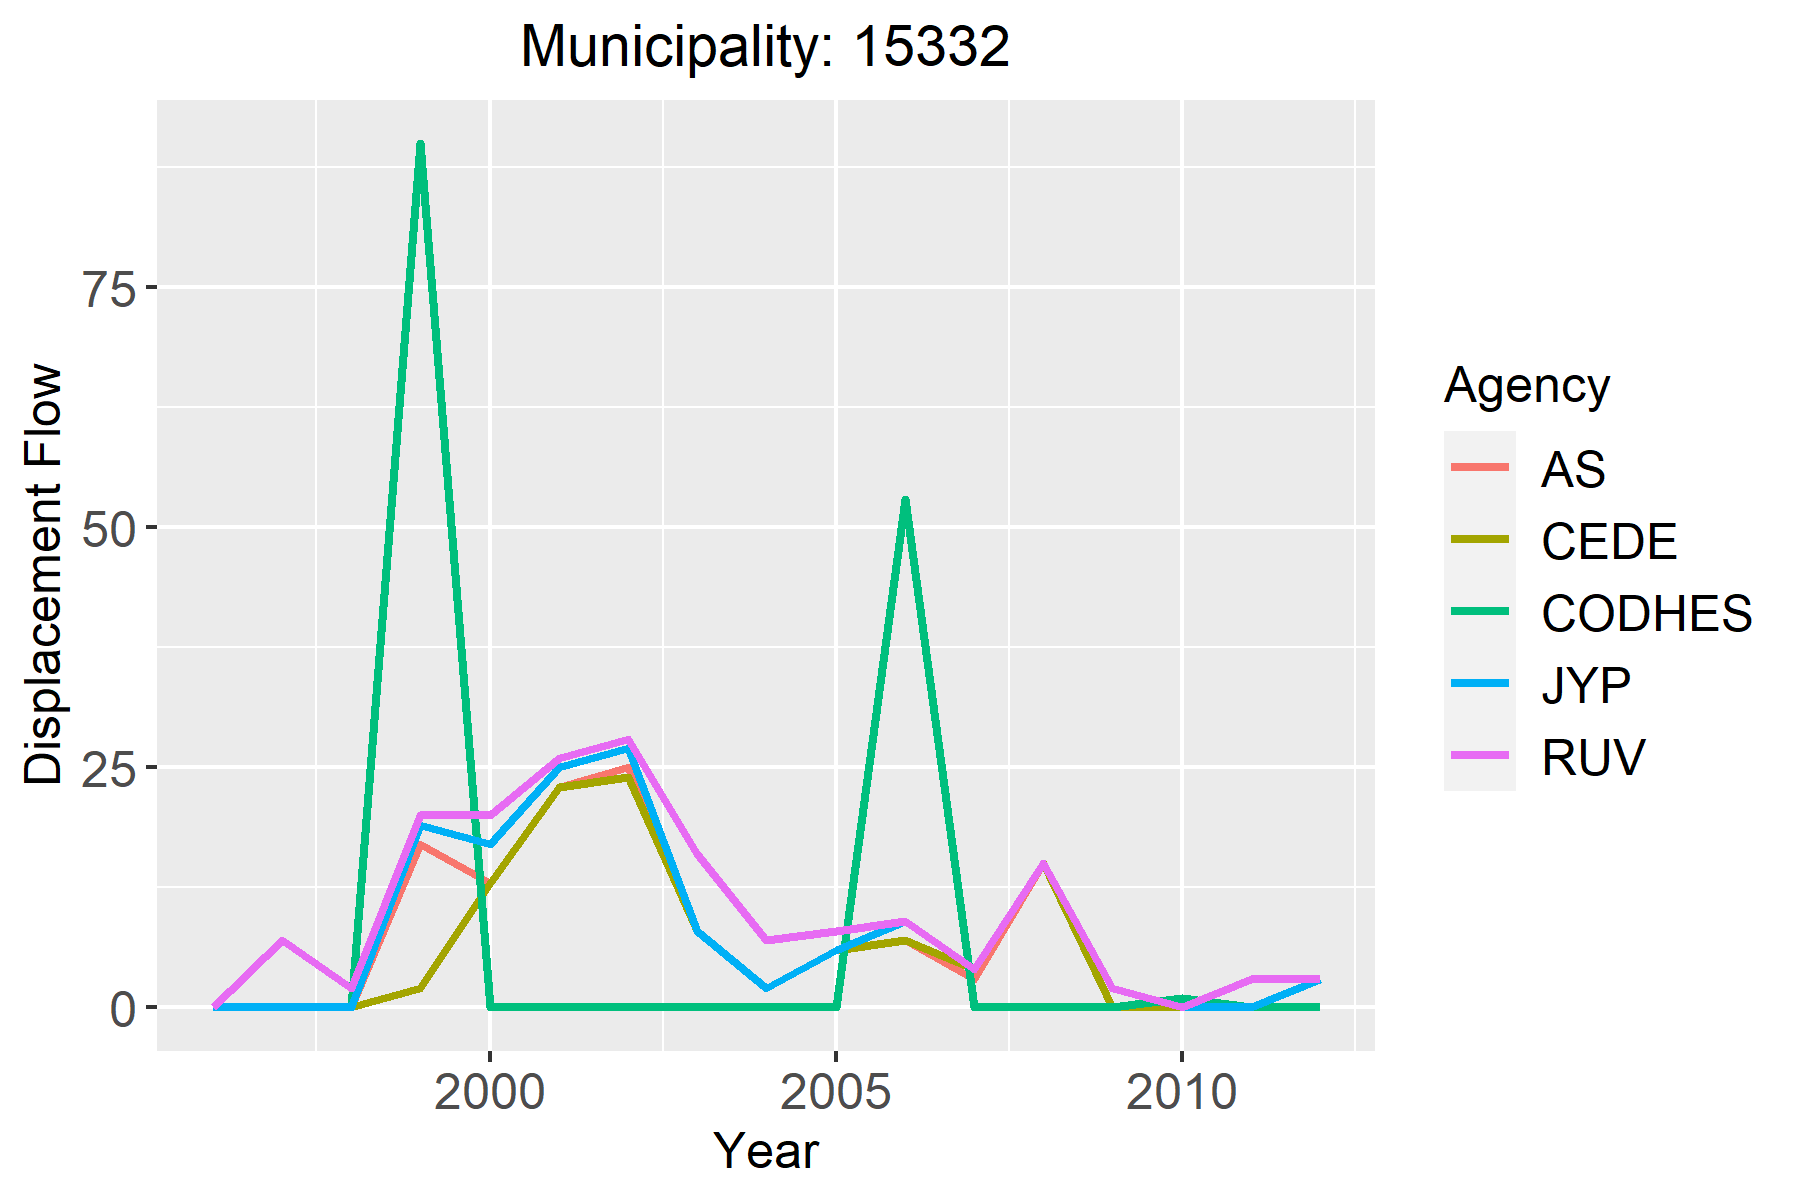 Municipality: 15332
Displacement Flow
75
50
25
0
2000 2005 2010
Year
Agency
AS
CEDE
CODHES
JYP
RUV